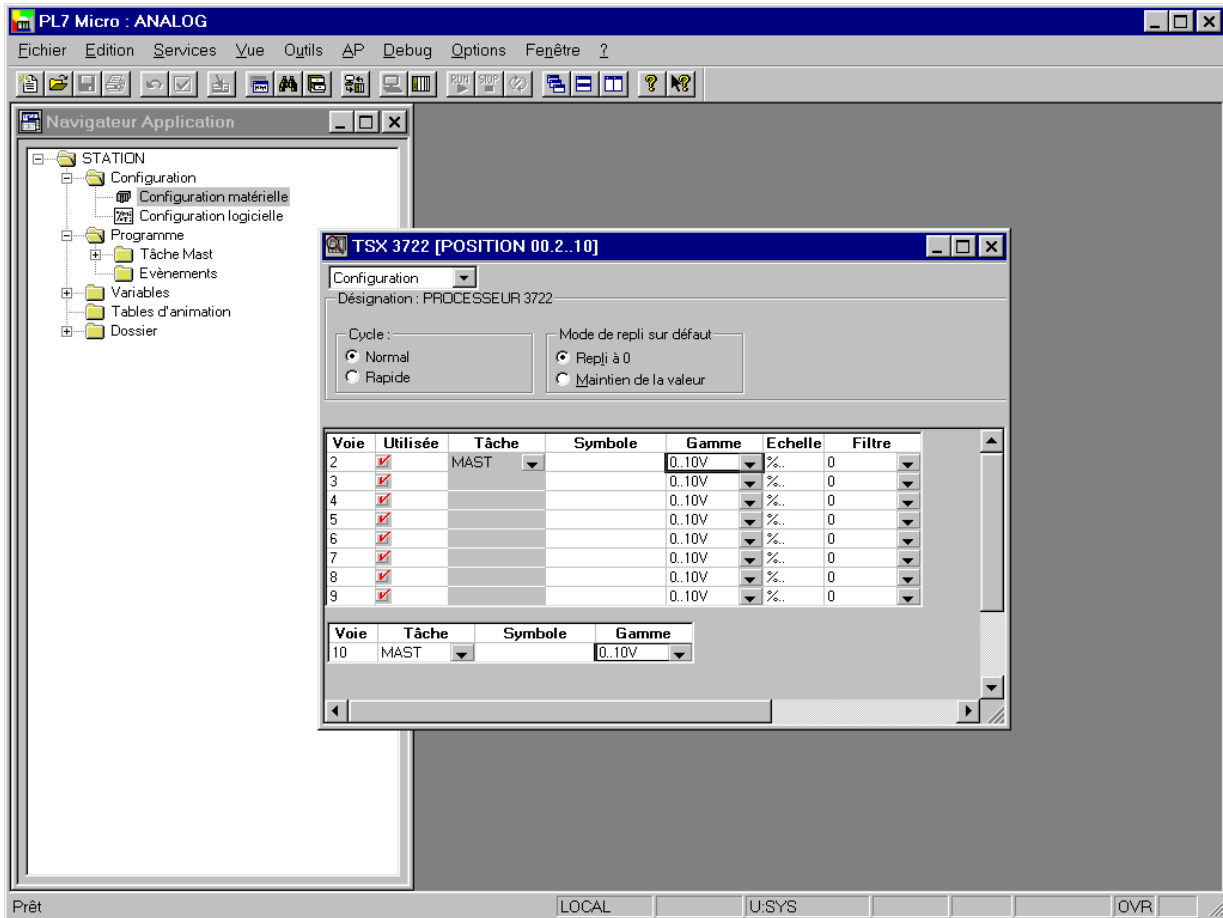 PL7 Micro : ANALOG
Fichier Edition Services Vue Outils AP Debug Options Fenêtre ?
RUN STOP
Navigateur Application
STATION
Configuration
Configuration matérielle
Configuration logicielle
Programme
Tâche Mast
Evènements
Variables
Tables d'animation
Dossier
TSX 3722 [POSITION 00.2..10]
Configuration
Désignation : PROCESSEUR 3722
Cycle :
Normal
Rapide
Mode de repli sur défaut
Repli à 0
Maintien de la valeur
Voie Utilisée Tâche Symbole Gamme Echelle Filtre
2 MAST 0..10V %.. 0
3 0..10V %.. 0
4 0..10V %.. 0
5 0..10V %.. 0
6 0..10V %.. 0
7 0..10V %.. 0
8 0..10V %.. 0
9 0..10V %.. 0
Voie Tâche Symbole Gamme
10 MAST 0..10V
Prêt LOCAL U:SYS OVR